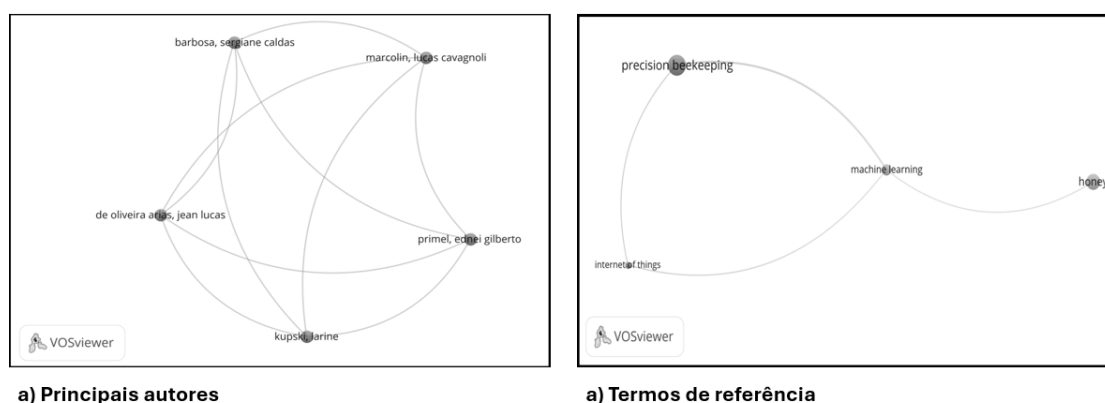 barbosa, sergiane caldas
marcolin, lucas cavagnoli
de oliveira arias, jean lucas
primel, ednei gilberto
kupski, larine
VOSviewer
a) Principais autores
precision beekeeping
machine learning
honey
internet of things
VOSviewer
a) Termos de referência